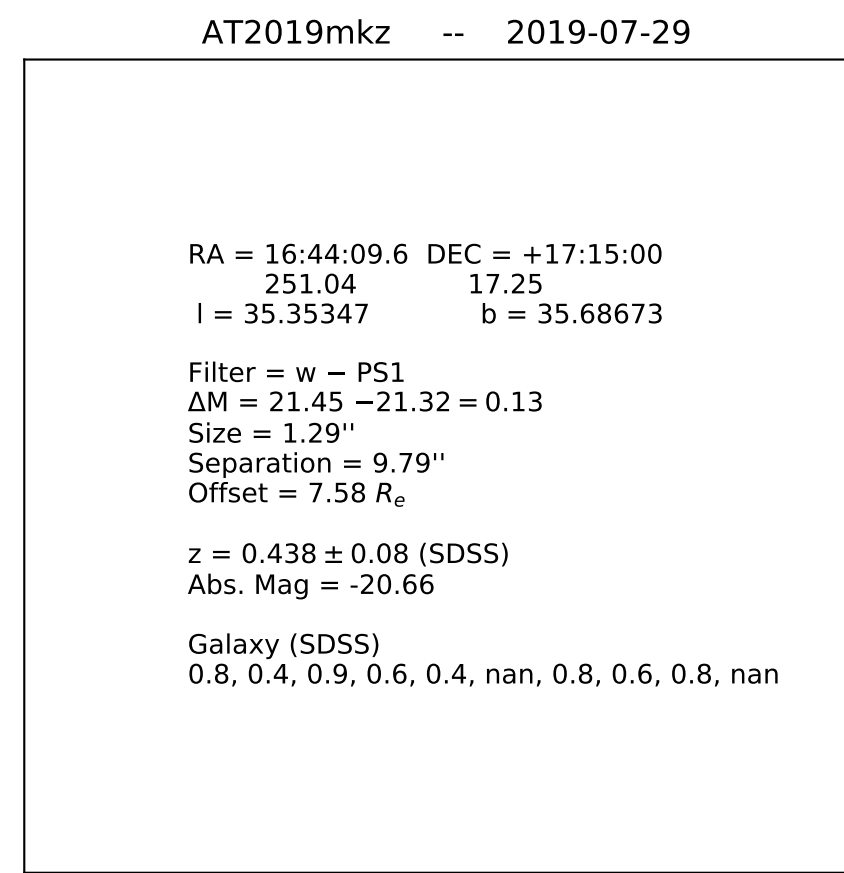 AT2019mkz -- 2019-07-29
RA = 16:44:09.6 DEC = +17:15:00
251.04 17.25
l = 35.35347 b = 35.68673
Filter = w − PS1
ΔM = 21.45 −21.32 = 0.13
Size = 1.29''
Separation = 9.79''
Offset = 7.58 Rₑ
z = 0.438 ± 0.08 (SDSS)
Abs. Mag = -20.66
Galaxy (SDSS)
0.8, 0.4, 0.9, 0.6, 0.4, nan, 0.8, 0.6, 0.8, nan